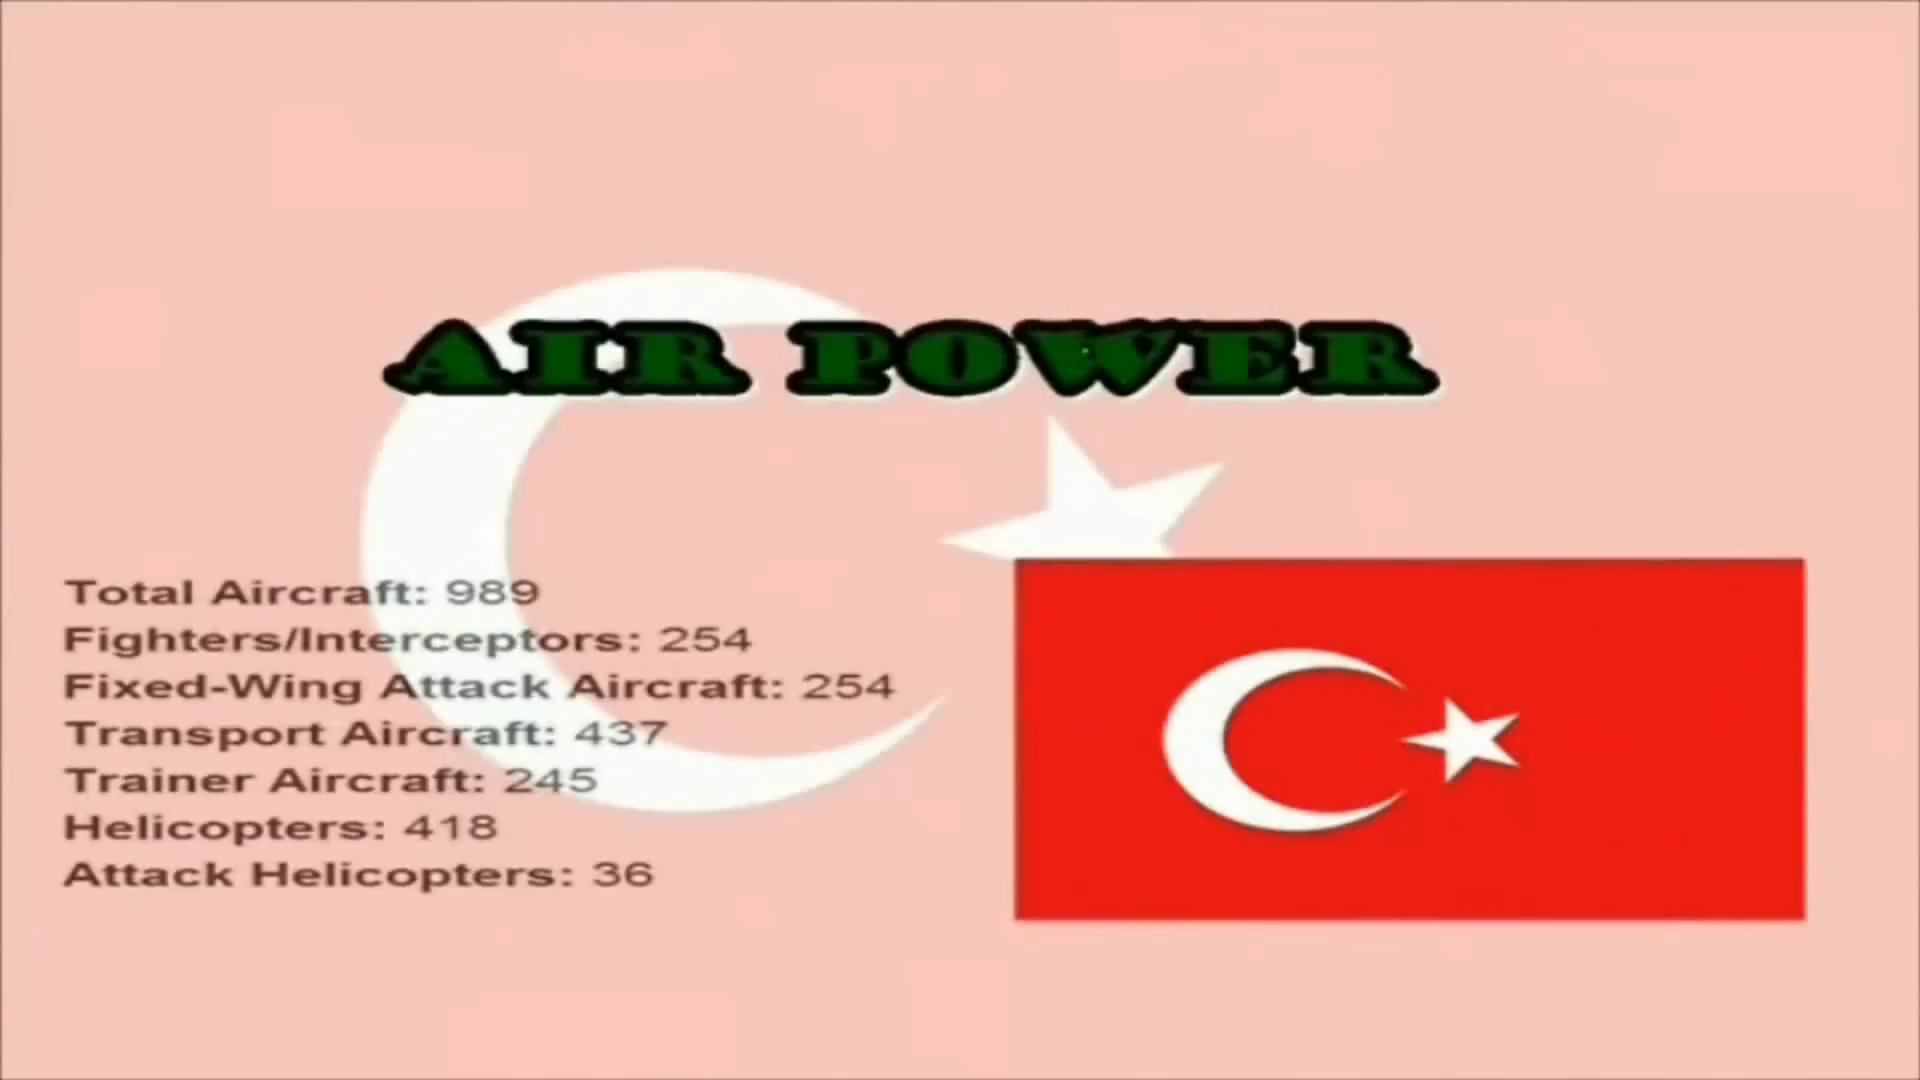 AIR POWER
Total Aircraft: 989
Fighters/Interceptors: 254
Fixed-Wing Attack Aircraft: 254
Transport Aircraft: 437
Trainer Aircraft: 245
Helicopters: 418
Attack Helicopters: 36